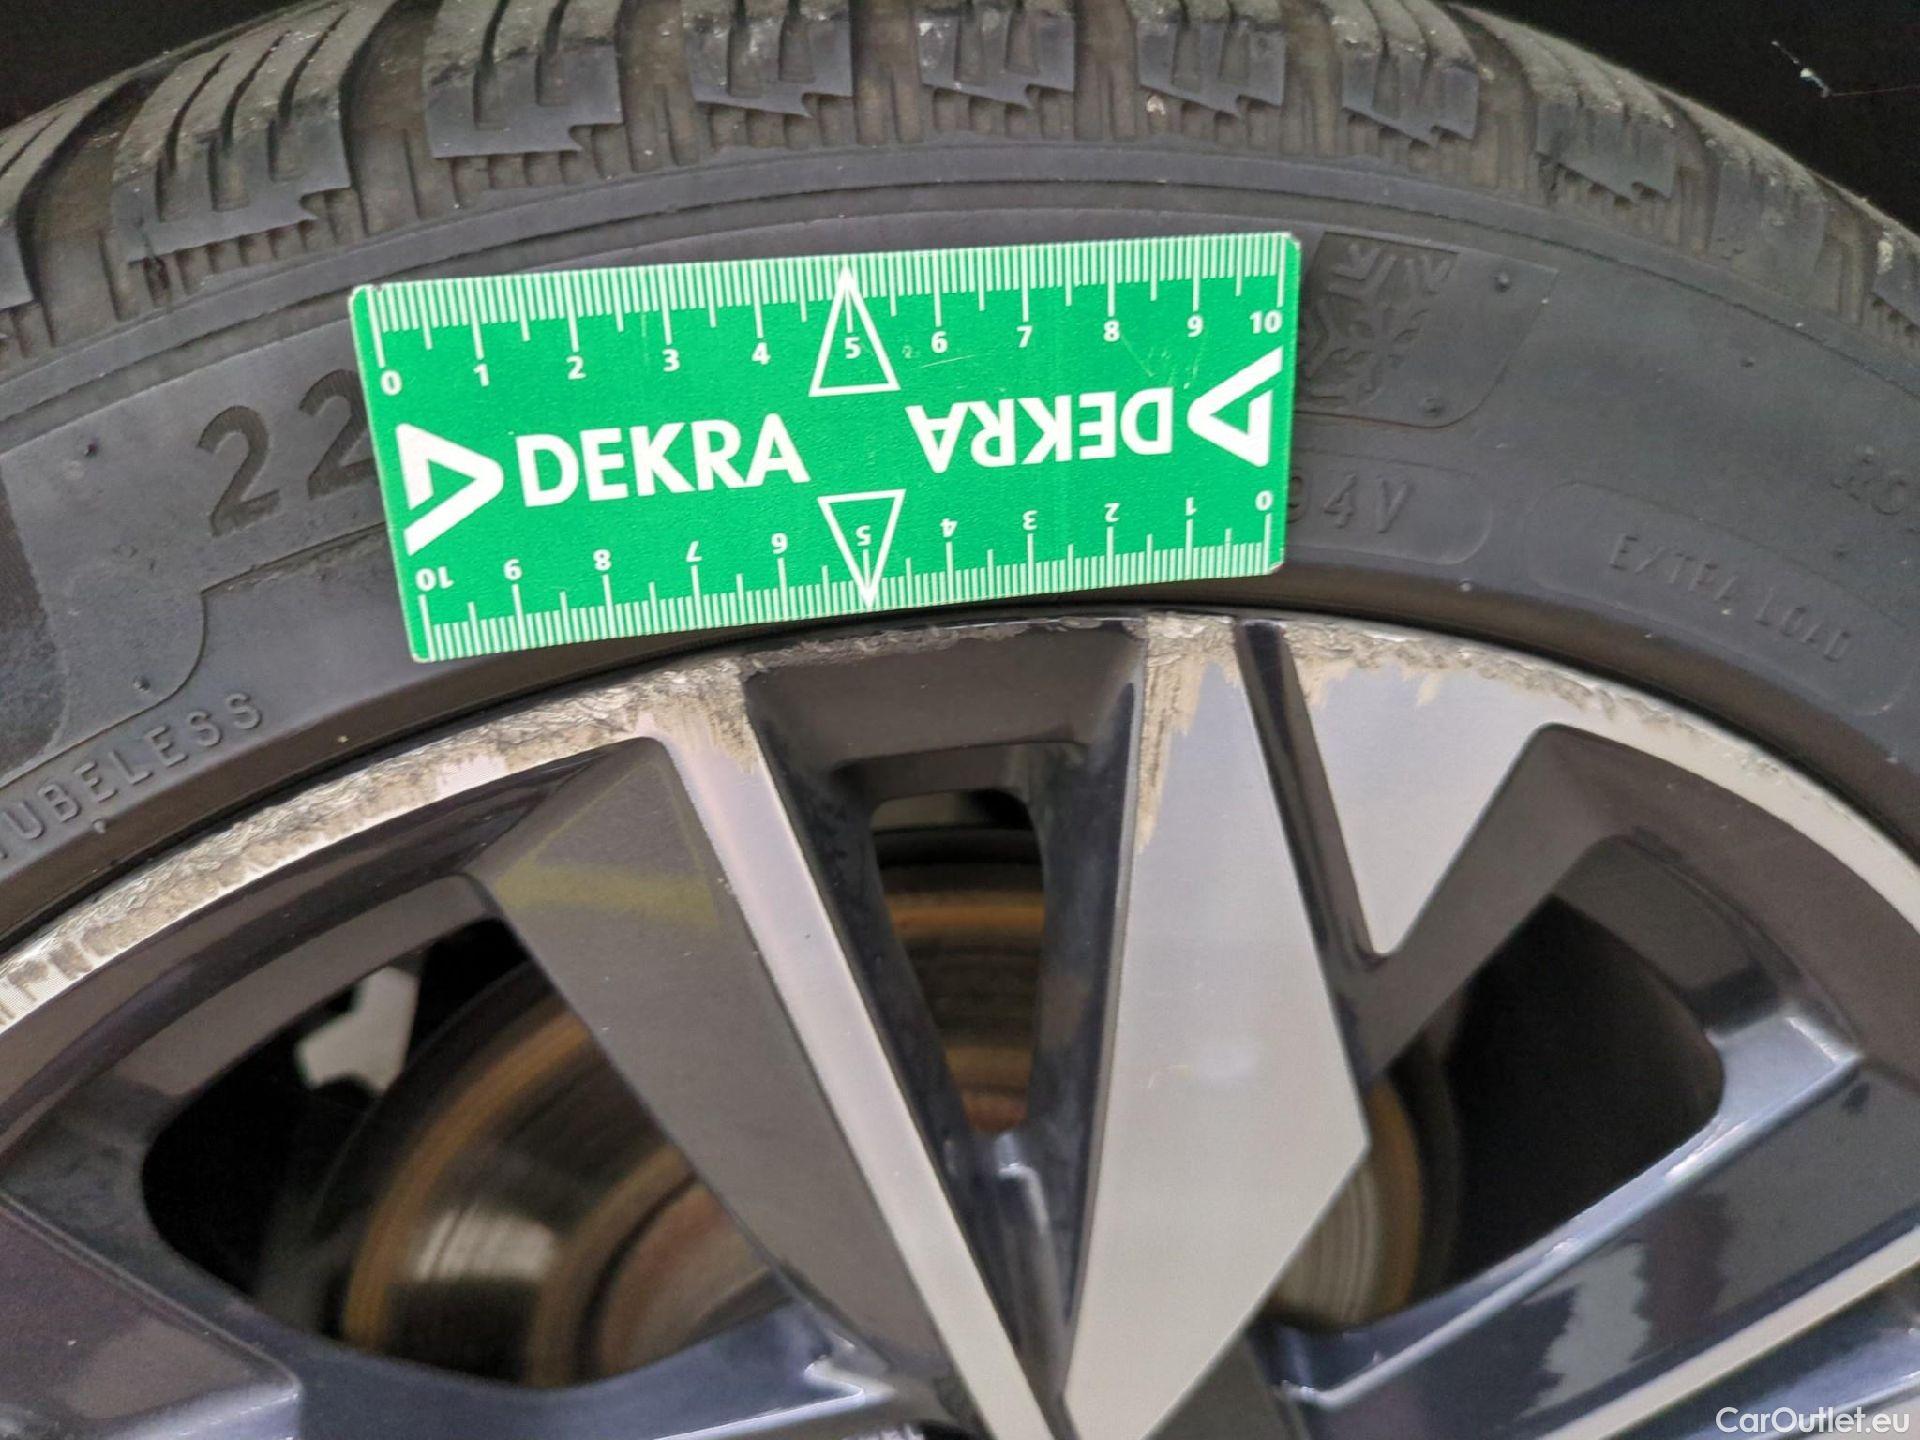 0 1 2 3 4 5 6 7 8 9 10
DEKRA
DEKRA
10 9 8 7 6 5 4 3 2 1 0
22
94V
EXTRA LOAD
TUBELESS
CarOutlet.eu